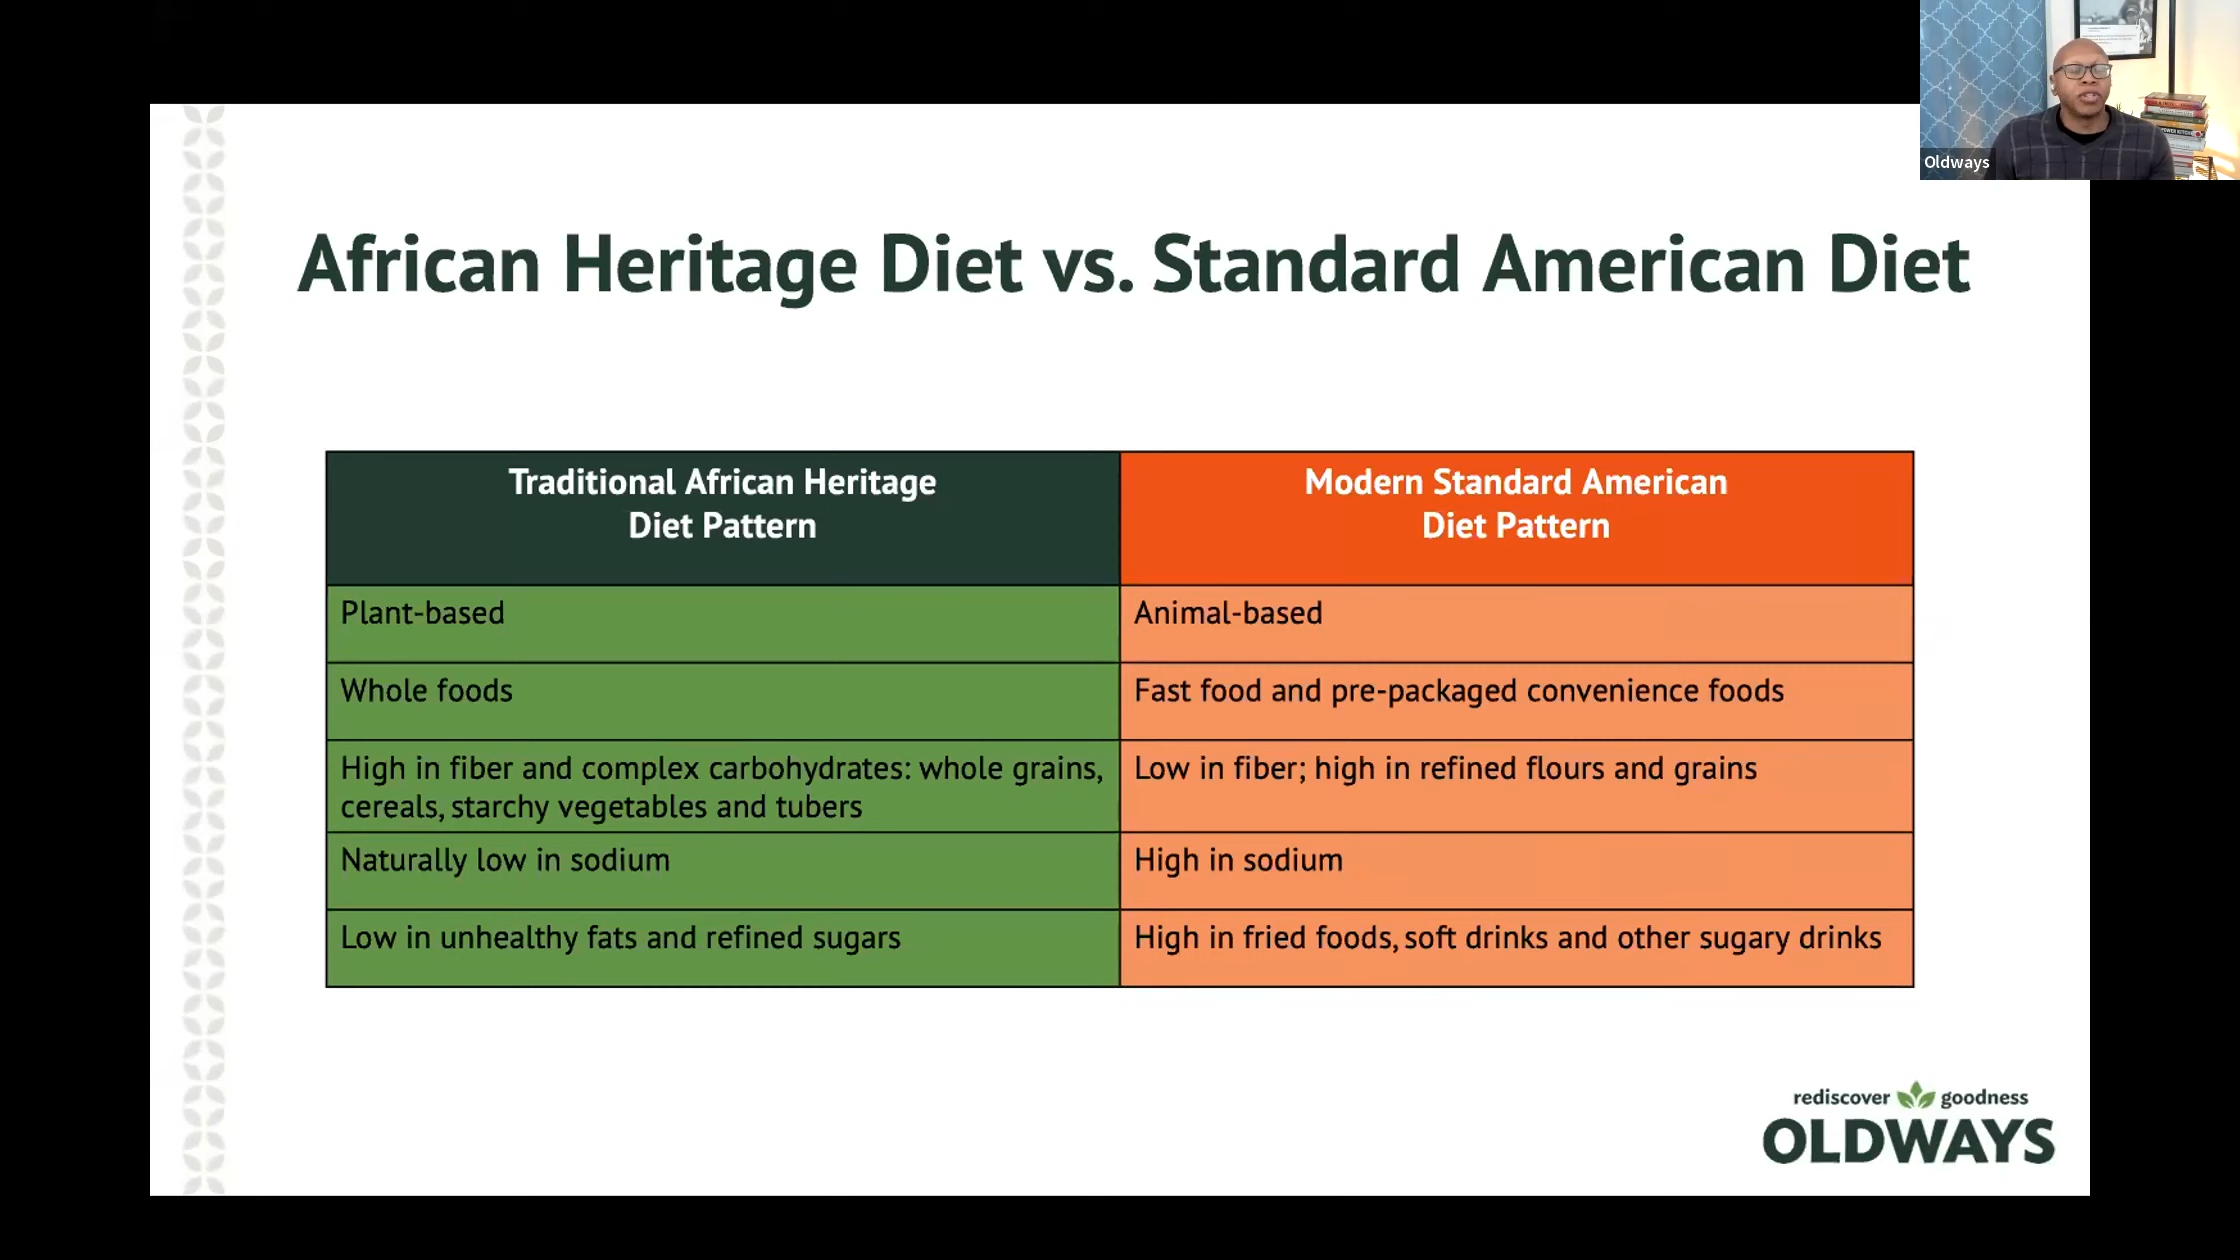 Oldways
African Heritage Diet vs. Standard American Diet
Traditional African Heritage
Diet Pattern
Modern Standard American
Diet Pattern
Plant-based
Animal-based
Whole foods
Fast food and pre-packaged convenience foods
High in fiber and complex carbohydrates: whole grains,
cereals, starchy vegetables and tubers
Low in fiber; high in refined flours and grains
Naturally low in sodium
High in sodium
Low in unhealthy fats and refined sugars
High in fried foods, soft drinks and other sugary drinks
rediscover goodness
OLDWAYS